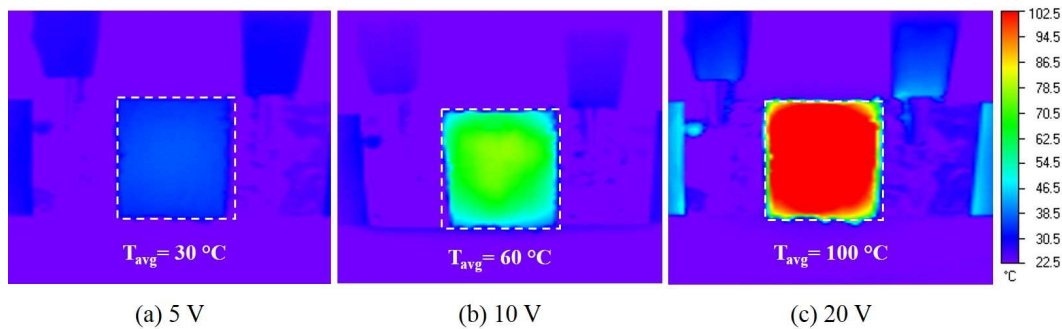 T_avg= 30 °C
T_avg= 60 °C
T_avg= 100 °C
102.5
94.5
86.5
78.5
70.5
62.5
54.5
46.5
38.5
30.5
22.5
°C
(a) 5 V
(b) 10 V
(c) 20 V